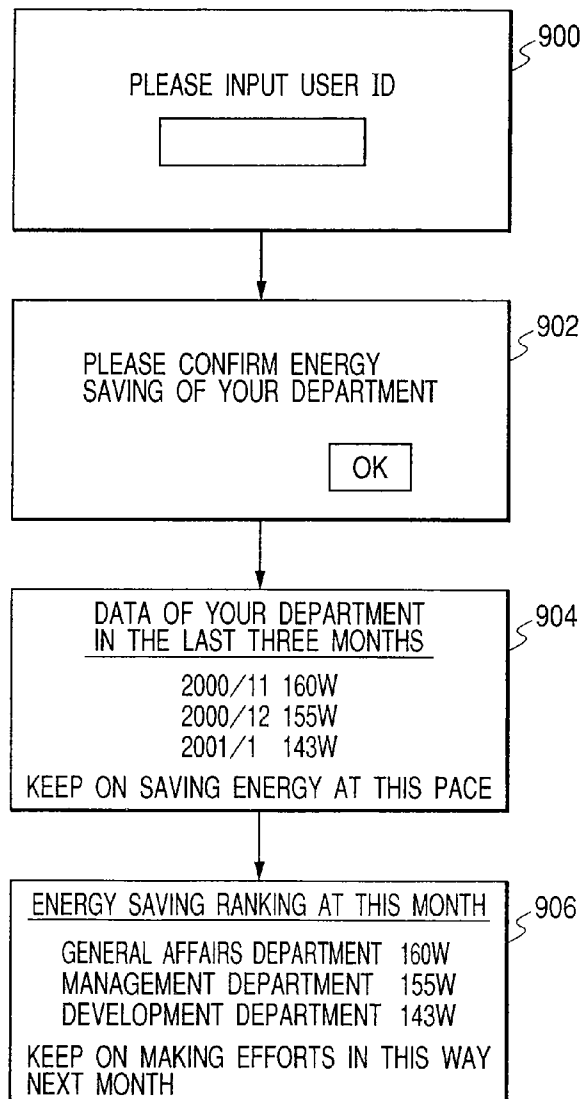 900
PLEASE INPUT USER ID
902
PLEASE CONFIRM ENERGY
SAVING OF YOUR DEPARTMENT
OK
904
DATA OF YOUR DEPARTMENT
IN THE LAST THREE MONTHS
2000/11 160W
2000/12 155W
2001/1 143W
KEEP ON SAVING ENERGY AT THIS PACE
906
ENERGY SAVING RANKING AT THIS MONTH
GENERAL AFFAIRS DEPARTMENT 160W
MANAGEMENT DEPARTMENT 155W
DEVELOPMENT DEPARTMENT 143W
KEEP ON MAKING EFFORTS IN THIS WAY
NEXT MONTH